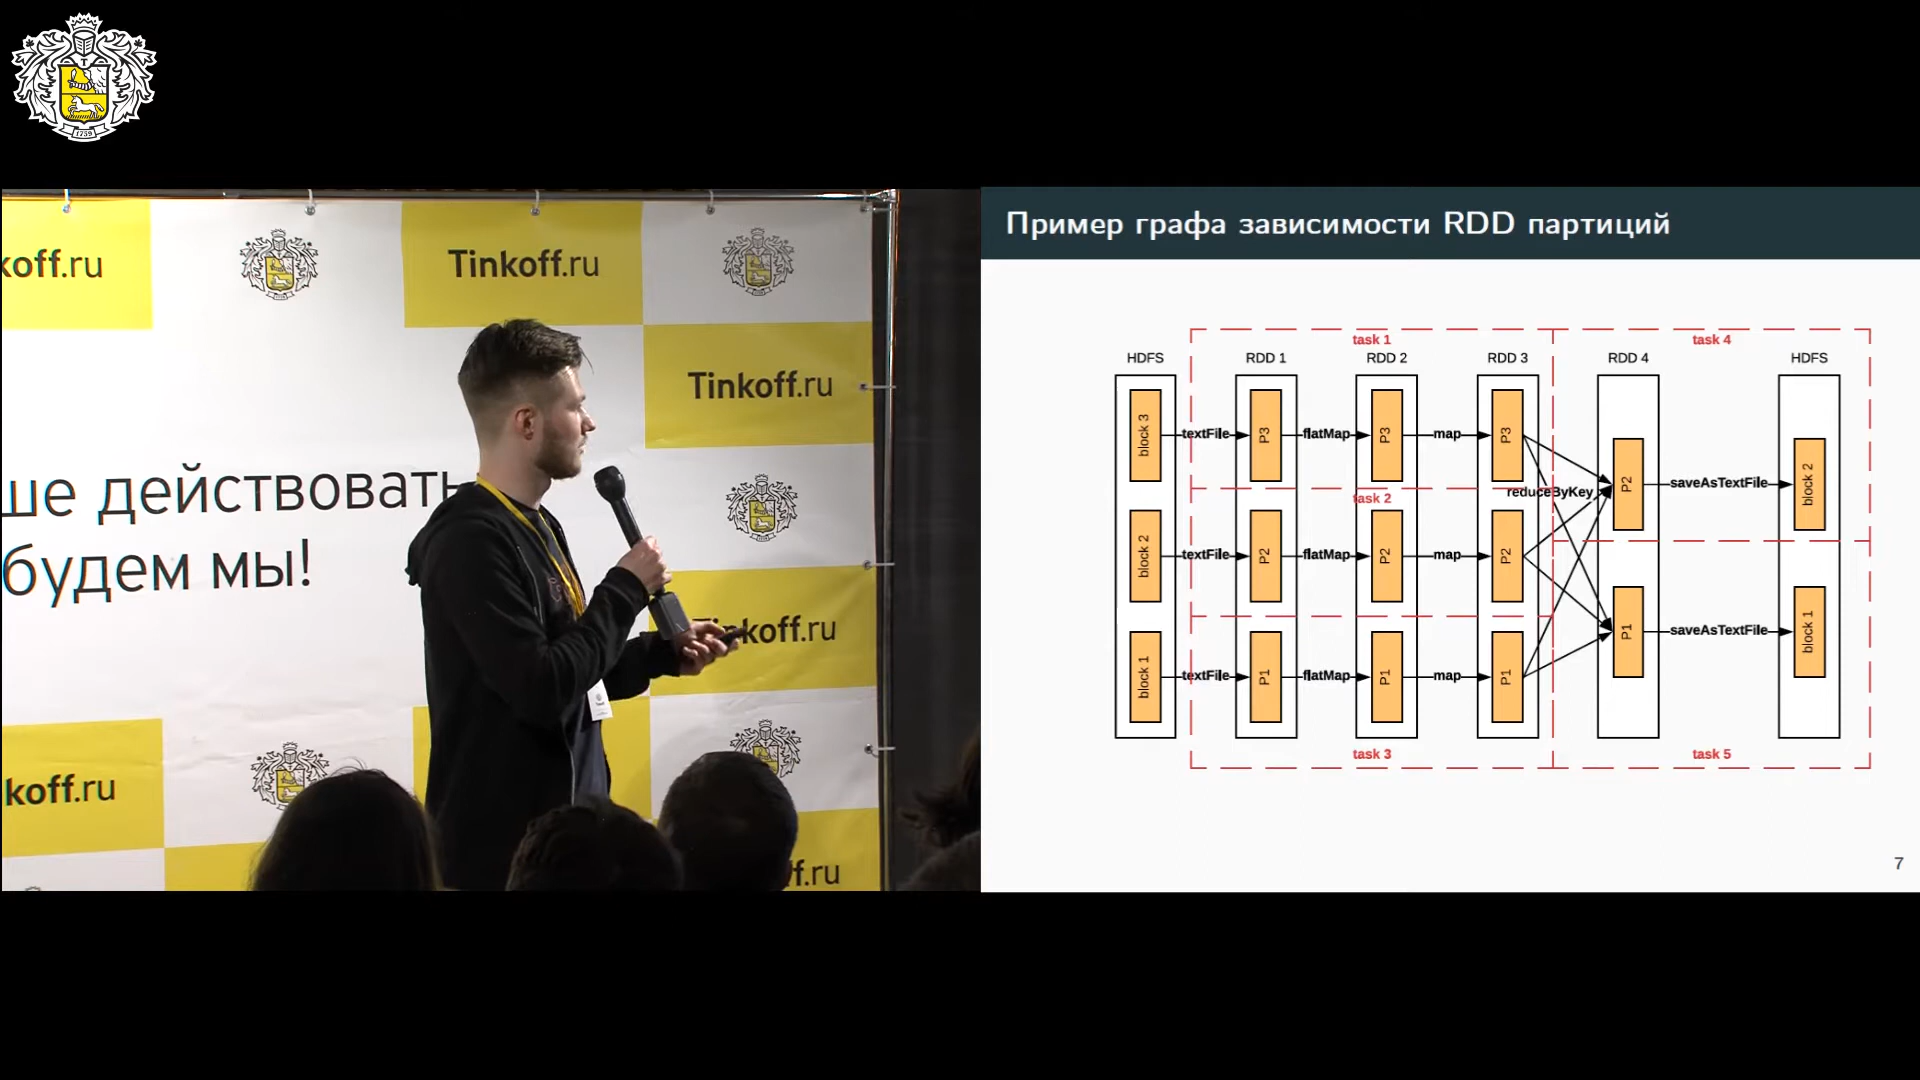 1759
koff.ru
Tinkoff.ru
Tinkoff.ru
ше действовать
будем мы!
Tinkoff.ru
koff.ru
ff.ru
Пример графа зависимости RDD партиций
task 1
task 4
HDFS
RDD 1
RDD 2
RDD 3
RDD 4
HDFS
block 3
textFile
P3
flatMap
P3
map
P3
reduceByKey
P2
saveAsTextFile
block 2
task 2
block 2
textFile
P2
flatMap
P2
map
P2
P1
saveAsTextFile
block 1
block 1
textFile
P1
flatMap
P1
map
P1
task 3
task 5
7